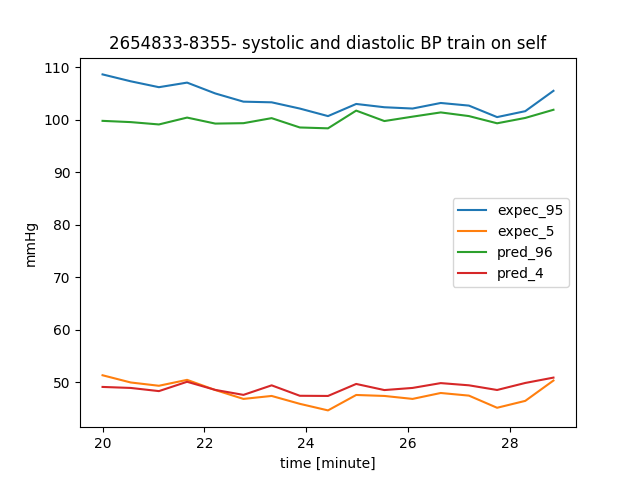 2654833-8355- systolic and diastolic BP train on self
110
100
90
80
70
60
50
mmHg
expec_95
expec_5
pred_96
pred_4
20
22
24
26
28
time [minute]